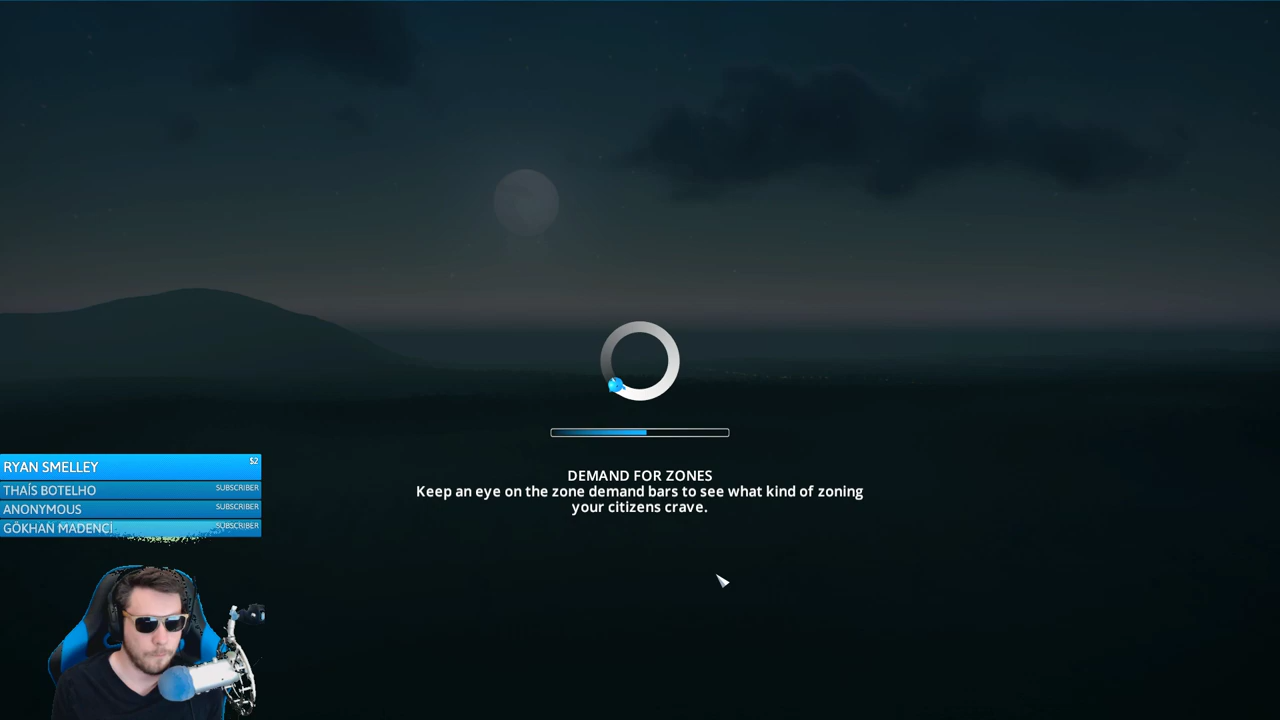 RYAN SMELLEY $2
THAÍS BOTELHO SUBSCRIBER
ANONYMOUS SUBSCRIBER
GÖKHAN MADENCİ SUBSCRIBER
DEMAND FOR ZONES
Keep an eye on the zone demand bars to see what kind of zoning
your citizens crave.